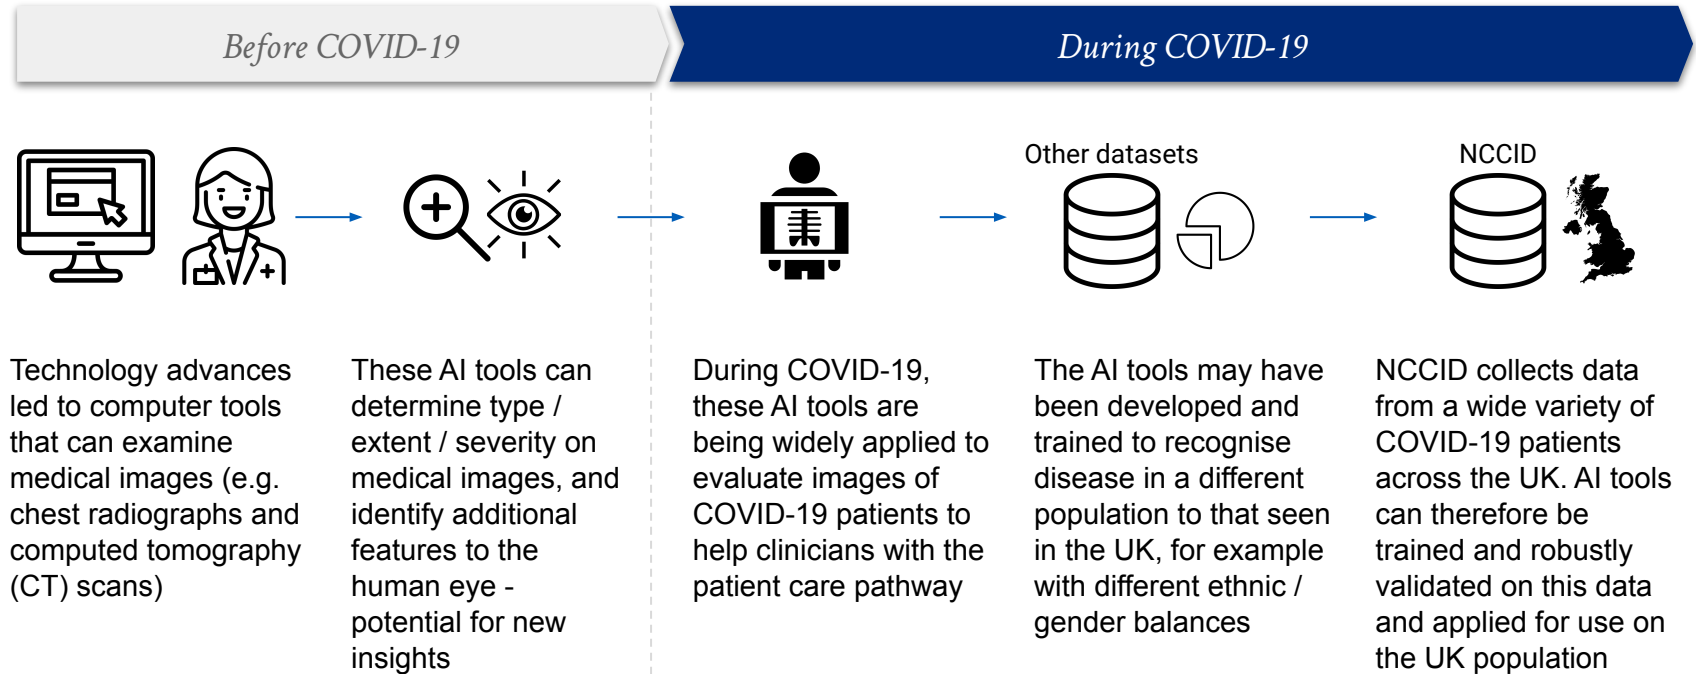 Before COVID-19
During COVID-19
Other datasets
NCCID
Technology advances
led to computer tools
that can examine
medical images (e.g.
chest radiographs and
computed tomography
(CT) scans)
These AI tools can
determine type /
extent / severity on
medical images, and
identify additional
features to the
human eye -
potential for new
insights
During COVID-19,
these AI tools are
being widely applied to
evaluate images of
COVID-19 patients to
help clinicians with the
patient care pathway
The AI tools may have
been developed and
trained to recognise
disease in a different
population to that seen
in the UK, for example
with different ethnic /
gender balances
NCCID collects data
from a wide variety of
COVID-19 patients
across the UK. AI tools
can therefore be
trained and robustly
validated on this data
and applied for use on
the UK population